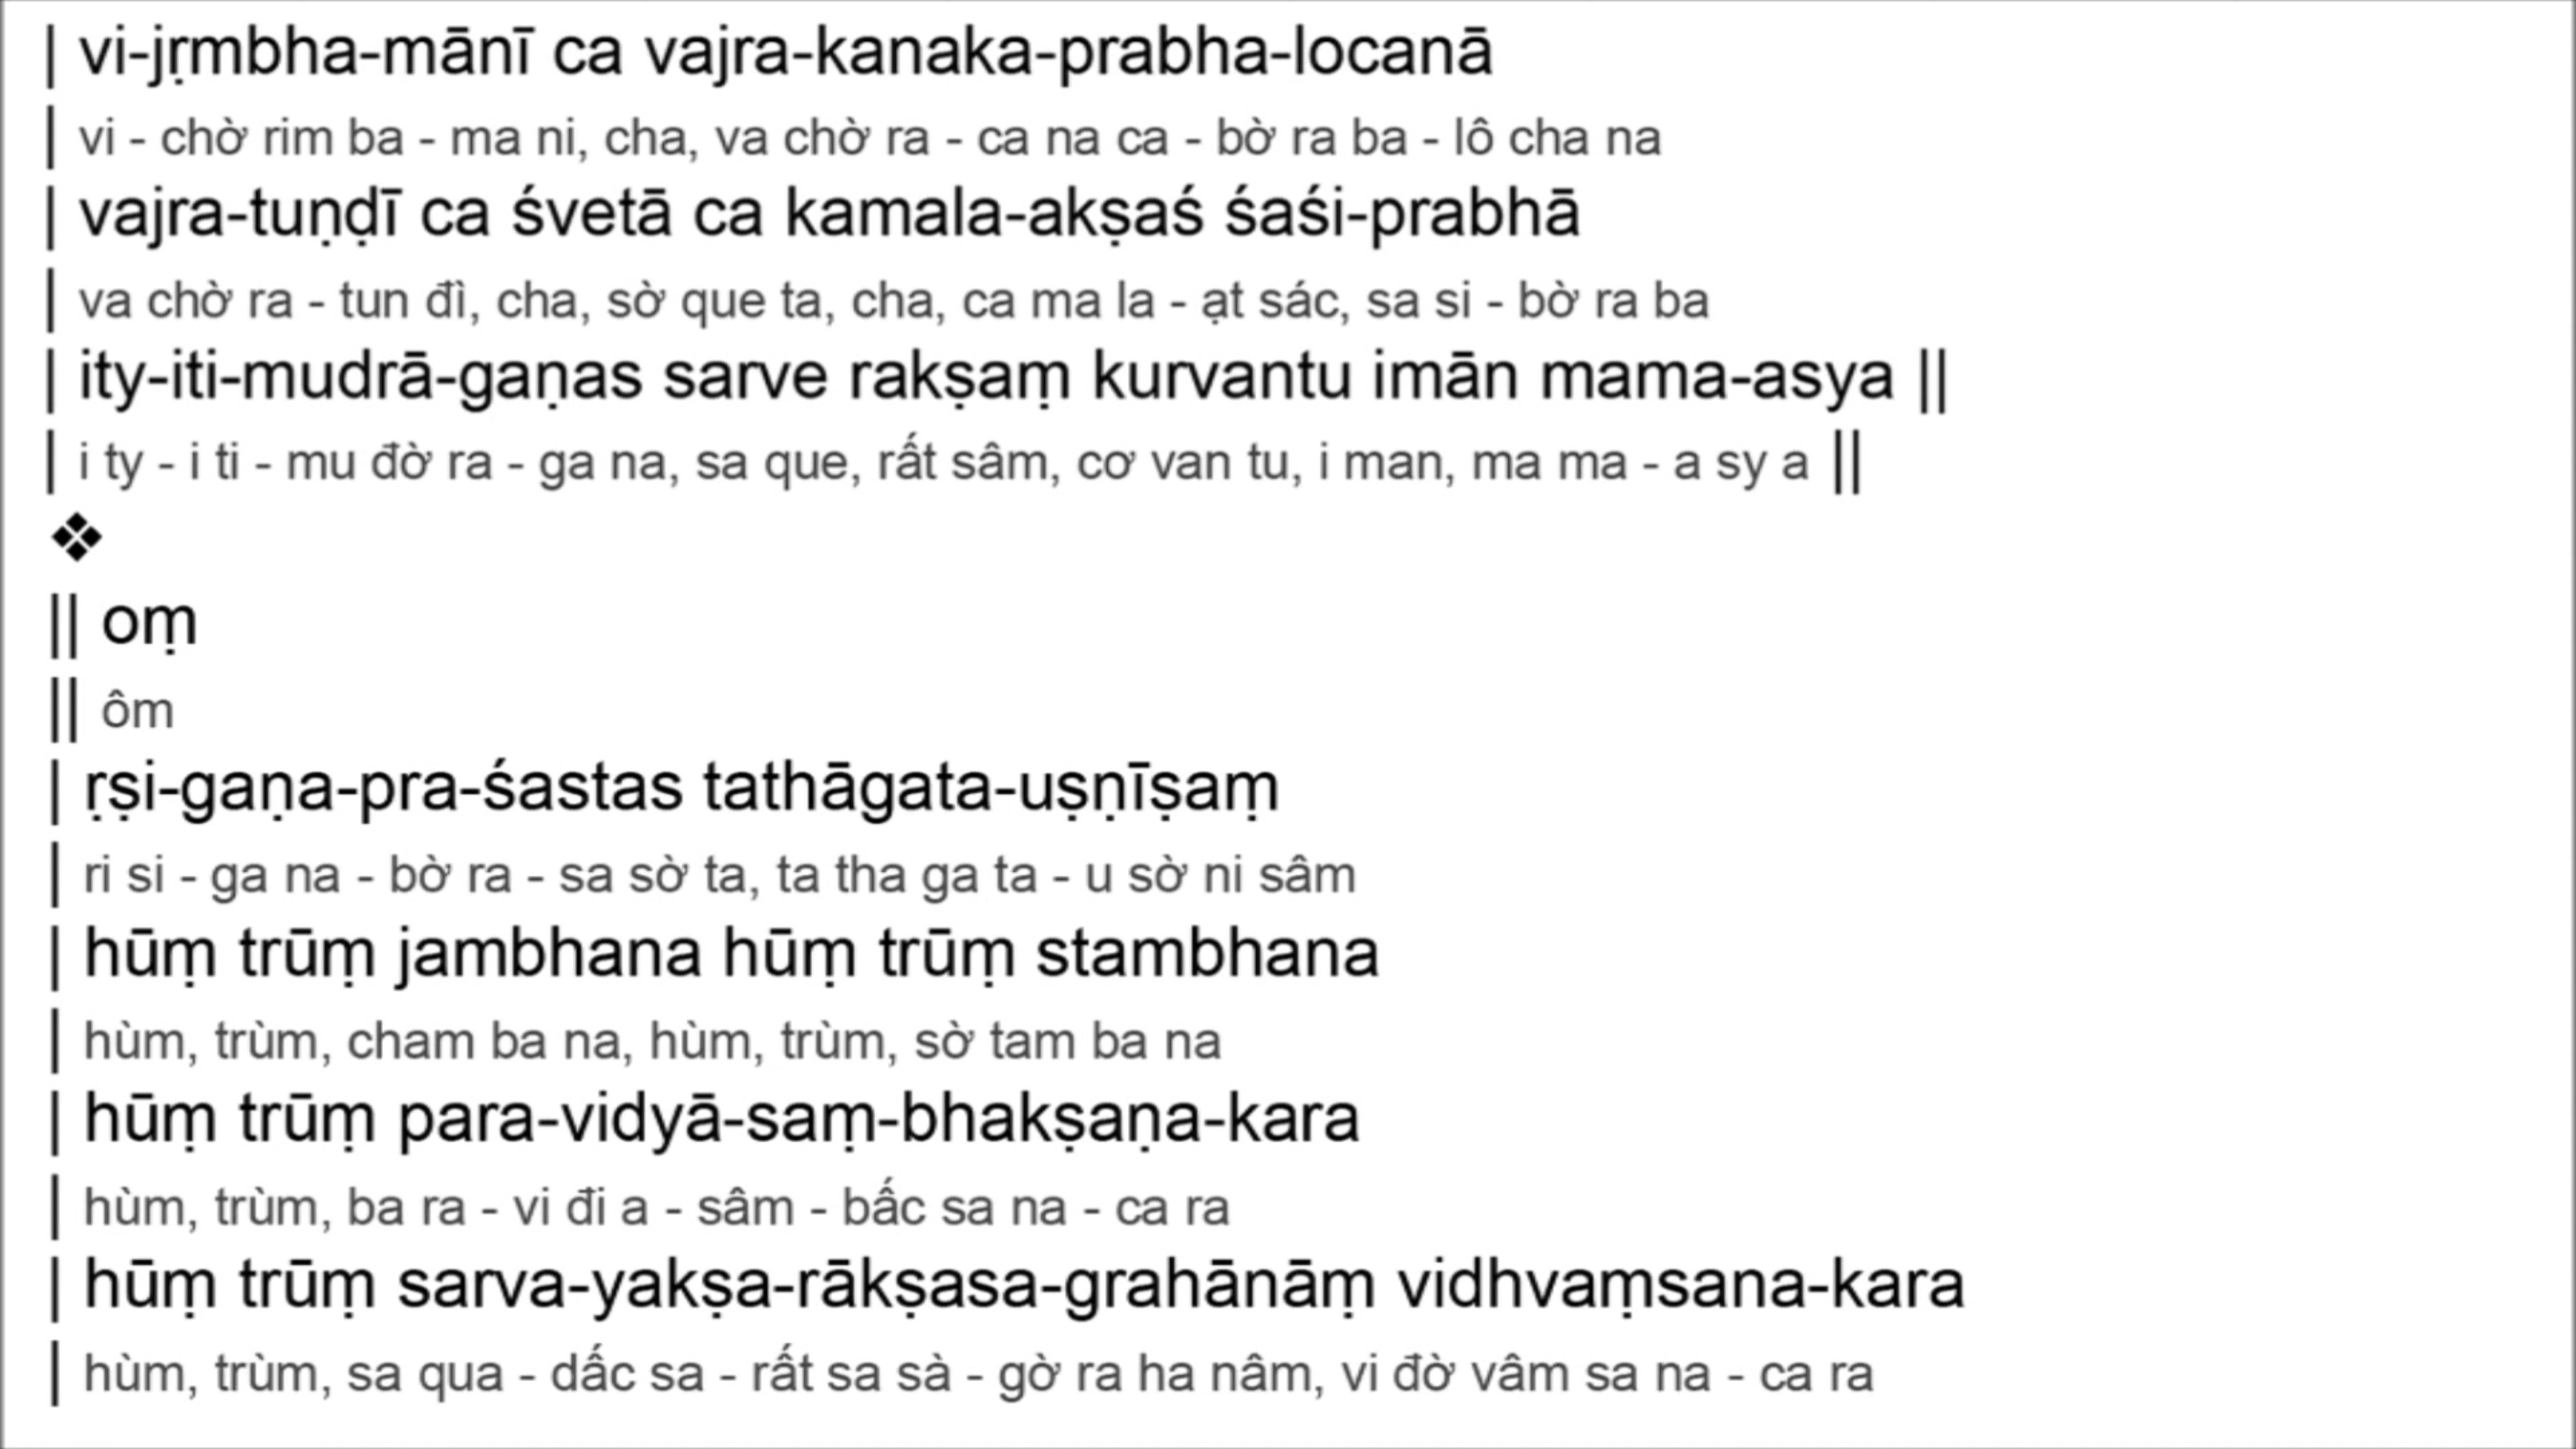 | vi-jṛmbha-mānī ca vajra-kanaka-prabha-locanā
| vi - chờ rim ba - ma ni, cha, va chờ ra - ca na ca - bờ ra ba - lô cha na
| vajra-tuṇḍī ca śvetā ca kamala-akṣaś śaśi-prabhā
| va chờ ra - tun đì, cha, sờ que ta, cha, ca ma la - ạt sác, sa si - bờ ra ba
| ity-iti-mudrā-gaṇas sarve rakṣaṃ kurvantu imān mama-asya ||
| i ty - i ti - mu đờ ra - ga na, sa que, rất sâm, cơ van tu, i man, ma ma - a sy a ||
❖
|| oṃ
|| ôm
| ṛṣi-gaṇa-pra-śastas tathāgata-uṣṇīṣaṃ
| ri si - ga na - bờ ra - sa sờ ta, ta tha ga ta - u sờ ni sâm
| hūṃ trūṃ jambhana hūṃ trūṃ stambhana
| hùm, trùm, cham ba na, hùm, trùm, sờ tam ba na
| hūṃ trūṃ para-vidyā-saṃ-bhakṣaṇa-kara
| hùm, trùm, ba ra - vi đi a - sâm - bấc sa na - ca ra
| hūṃ trūṃ sarva-yakṣa-rākṣasa-grahānāṃ vidhvaṃsana-kara
| hùm, trùm, sa qua - dấc sa - rất sa sà - gờ ra ha nâm, vi đờ vâm sa na - ca ra